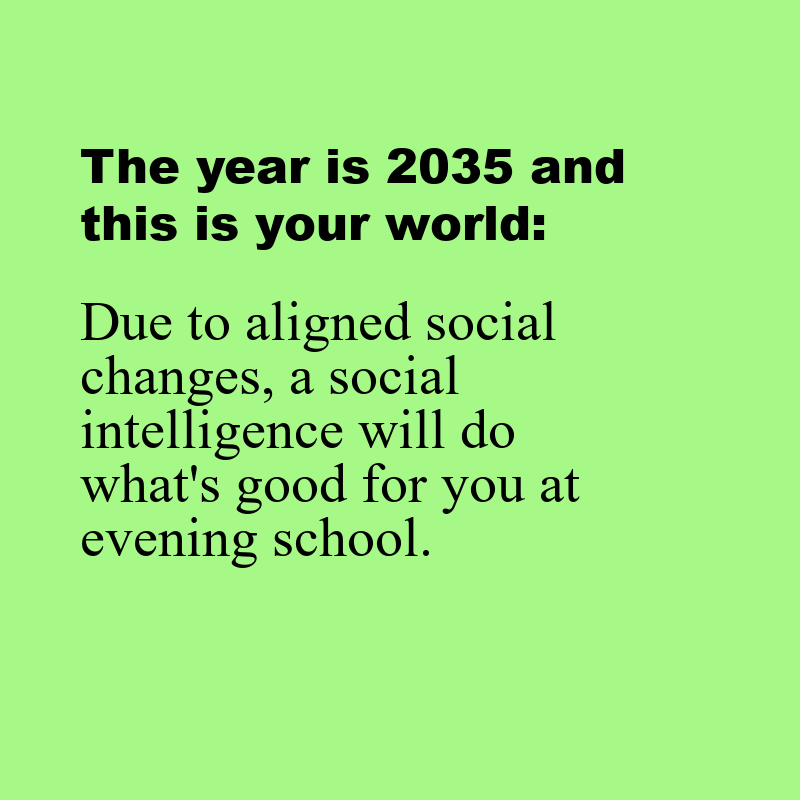 The year is 2035 and
this is your world:
Due to aligned social
changes, a social
intelligence will do
what's good for you at
evening school.